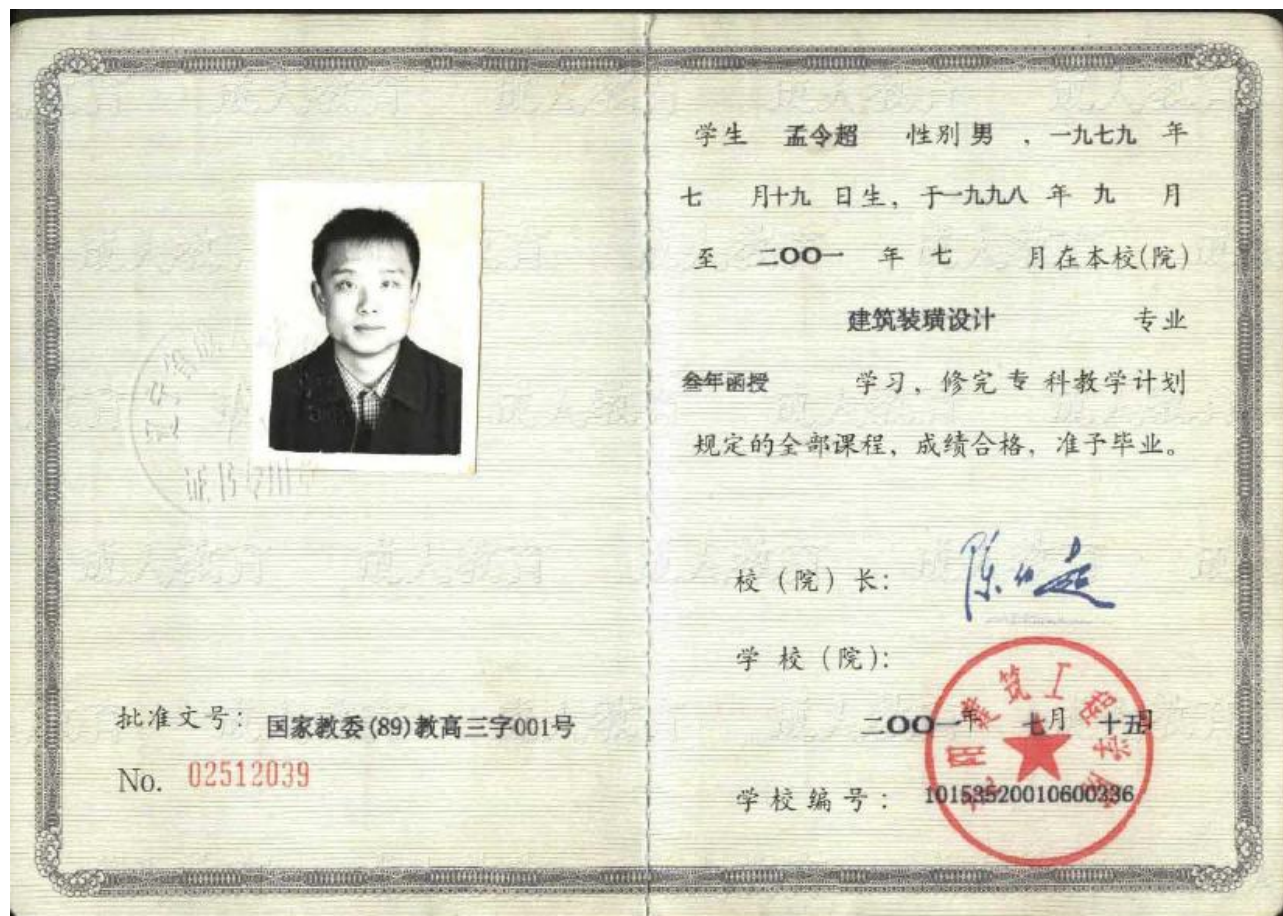 批准文号：国家教委(89)教高三字001号
No. 02512039
学生 孟令超 性别 男 ，一九七九 年
七 月十九 日生，于一九九八 年 九 月
至 二OO一 年 七 月在本校(院)
建筑装璜设计 专业
叁年函授 学习，修完 专 科教学计划
规定的全部课程，成绩合格，准予毕业。
校（院）长：
学 校（院）：
二OO一年 七月 十五日
学校编号：10153520010600336
成人教育